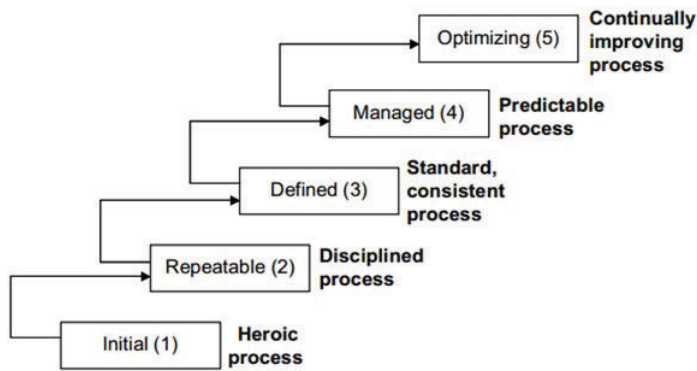 Optimizing (5)
Continually
improving
process
Managed (4)
Predictable
process
Defined (3)
Standard,
consistent
process
Repeatable (2)
Disciplined
process
Initial (1)
Heroic
process